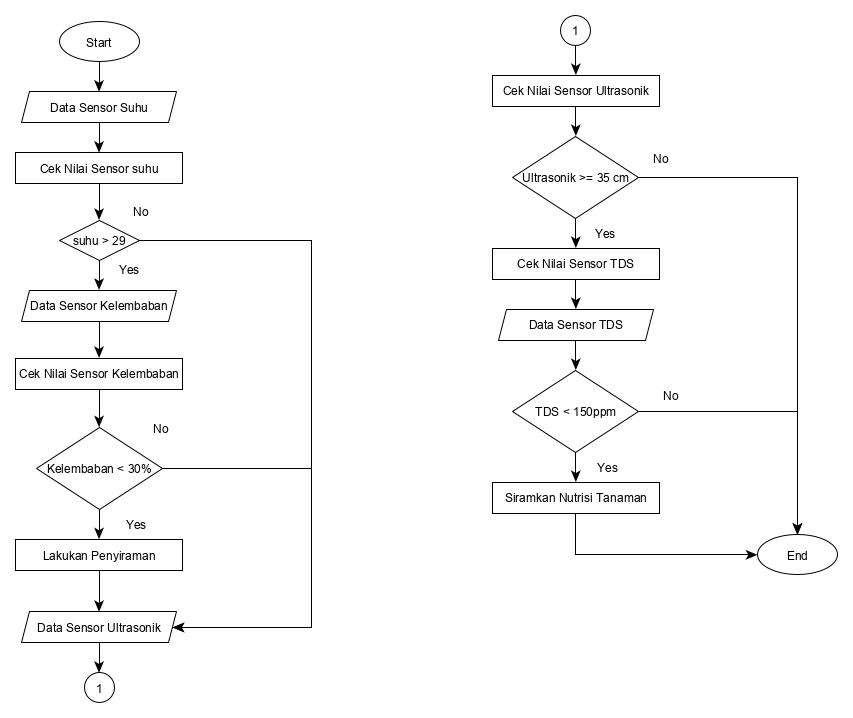 Start
Data Sensor Suhu
Cek Nilai Sensor suhu
No
suhu > 29
Yes
Data Sensor Kelembaban
Cek Nilai Sensor Kelembaban
No
Kelembaban < 30%
Yes
Lakukan Penyiraman
Data Sensor Ultrasonik
1
1
Cek Nilai Sensor Ultrasonik
No
Ultrasonik >= 35 cm
Yes
Cek Nilai Sensor TDS
Data Sensor TDS
No
TDS < 150ppm
Yes
Siramkan Nutrisi Tanaman
End